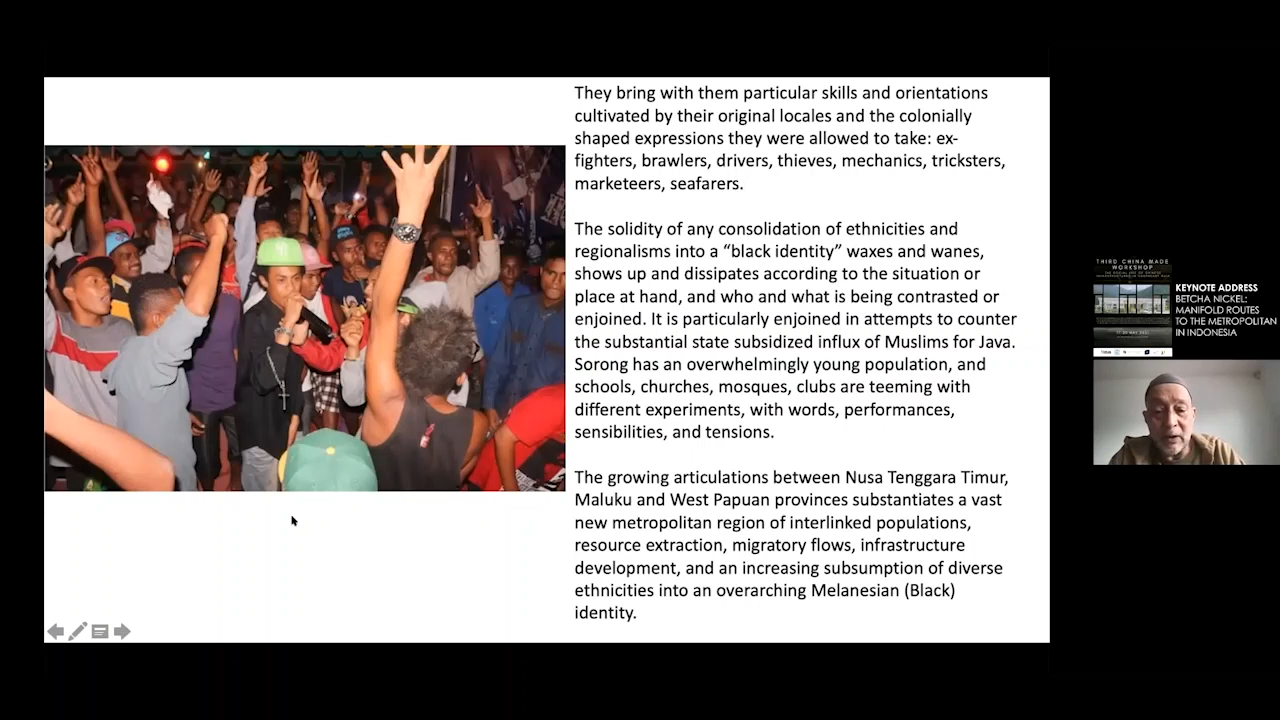 They bring with them particular skills and orientations
cultivated by their original locales and the colonially
shaped expressions they were allowed to take: ex-
fighters, brawlers, drivers, thieves, mechanics, tricksters,
marketeers, seafarers.
The solidity of any consolidation of ethnicities and
regionalisms into a “black identity” waxes and wanes,
shows up and dissipates according to the situation or
place at hand, and who and what is being contrasted or
enjoined. It is particularly enjoined in attempts to counter
the substantial state subsidized influx of Muslims for Java.
Sorong has an overwhelmingly young population, and
schools, churches, mosques, clubs are teeming with
different experiments, with words, performances,
sensibilities, and tensions.
The growing articulations between Nusa Tenggara Timur,
Maluku and West Papuan provinces substantiates a vast
new metropolitan region of interlinked populations,
resource extraction, migratory flows, infrastructure
development, and an increasing subsumption of diverse
ethnicities into an overarching Melanesian (Black)
identity.
THIRD CHINA MADE
WORKSHOP
KEYNOTE ADDRESS
BETCHA NICKEL:
MANIFOLD ROUTES
TO THE METROPOLITAN
IN INDONESIA